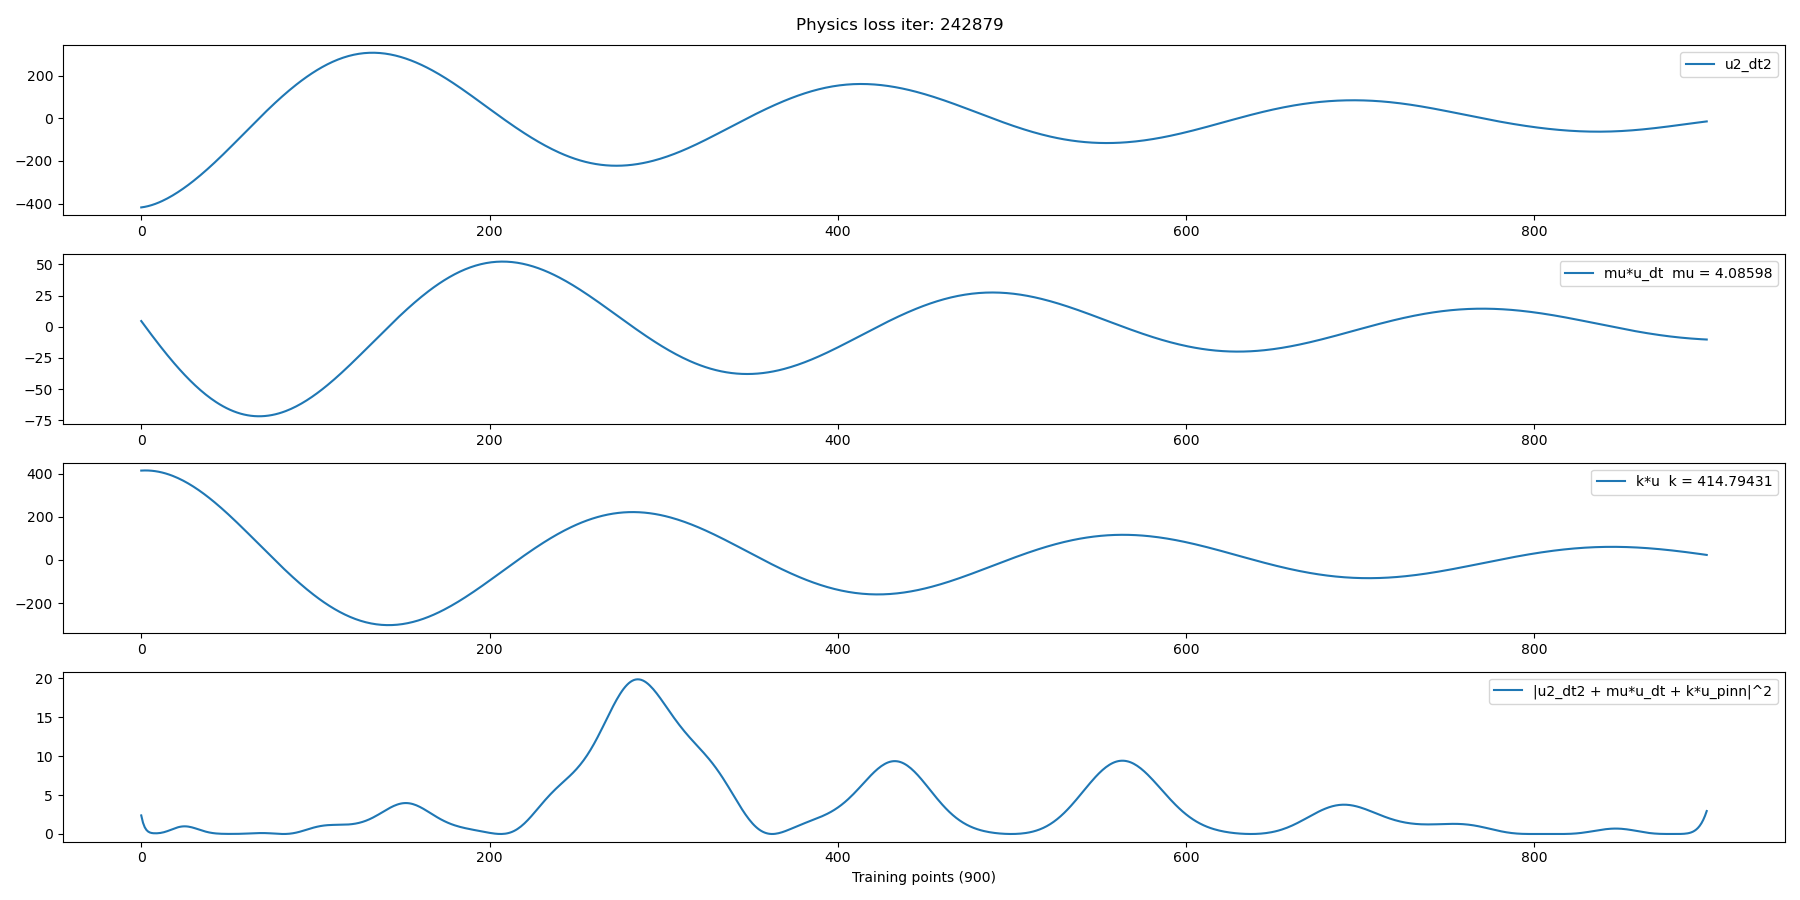 Physics loss iter: 242879
u2_dt2
200
0
−200
−400
0 200 400 600 800
mu*u_dt  mu = 4.08598
50
25
0
−25
−50
−75
0 200 400 600 800
k*u  k = 414.79431
400
200
0
−200
0 200 400 600 800
|u2_dt2 + mu*u_dt + k*u_pinn|^2
20
15
10
5
0
0 200 400 600 800
Training points (900)